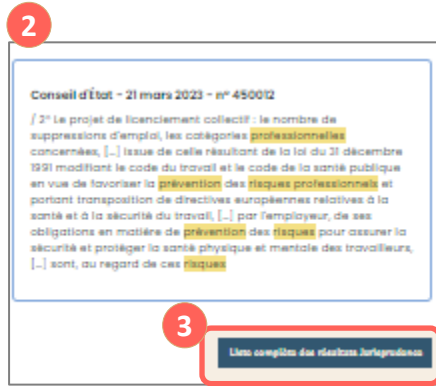 2
Conseil d'État - 21 mars 2023 - n° 450012
/ 2° Le projet de licenciement collectif : le nombre de
suppressions d'emploi, les catégories professionnelles
concernées, [...] issue de celle résultant de la loi du 31 décembre
1991 modifiant le code du travail et le code de la santé publique
en vue de favoriser la prévention des risques professionnels et
portant transposition de directives européennes relatives à la
santé et à la sécurité du travail, [...] par l'employeur, de ses
obligations en matière de prévention des risques pour assurer la
sécurité et protéger la santé physique et mentale des travailleurs,
[...] sont, au regard de ces risques
3
Liste complète des résultats Jurisprudence